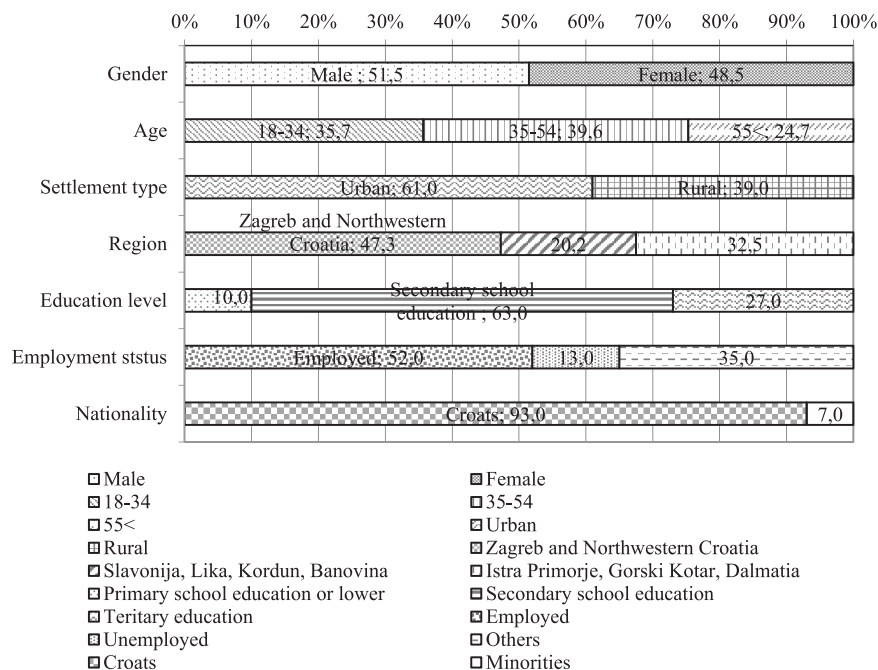 0% 10% 20% 30% 40% 50% 60% 70% 80% 90% 100%
Gender Male ; 51,5 Female; 48,5
Age 18-34; 35,7 35-54; 39,6 55<; 24,7
Settlement type Urban; 61,0 Rural; 39,0
Zagreb and Northwestern
Region Croatia; 47,3 20,2 32,5
Secondary school
Education level 10,0 education ; 63,0 27,0
Employment ststus Employed; 52,0 13,0 35,0
Nationality Croats; 93,0 7,0
Male Female
18-34 35-54
55< Urban
Rural Zagreb and Northwestern Croatia
Slavonija, Lika, Kordun, Banovina Istra Primorje, Gorski Kotar, Dalmatia
Primary school education or lower Secondary school education
Teritary education Employed
Unemployed Others
Croats Minorities